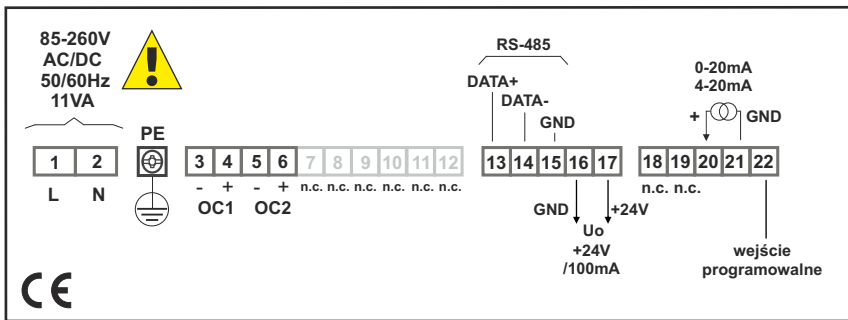 85-260V
AC/DC
50/60Hz
11VA
PE
1 2
L N
3 4 5 6 7 8 9 10 11 12
- + - + n.c. n.c. n.c. n.c. n.c. n.c.
OC1 OC2
RS-485
DATA+
DATA-
GND
13 14 15 16 17
GND +24V
Uo
+24V
/100mA
0-20mA
4-20mA
+ GND
18 19 20 21 22
n.c. n.c.
wejście
programowalne
CE